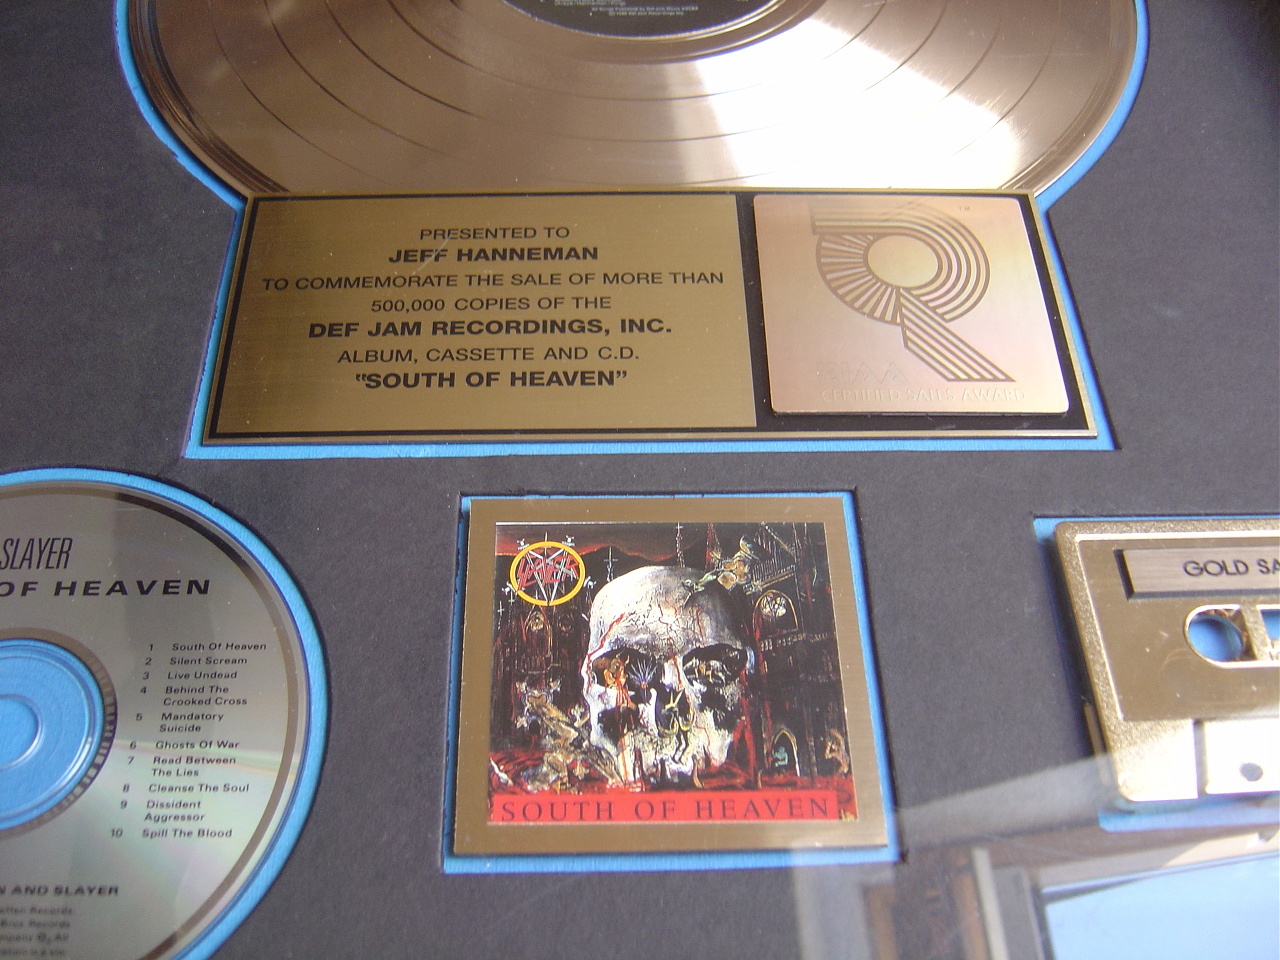 PRESENTED TO
JEFF HANNEMAN
TO COMMEMORATE THE SALE OF MORE THAN
500,000 COPIES OF THE
DEF JAM RECORDINGS, INC.
ALBUM, CASSETTE AND C.D.
"SOUTH OF HEAVEN"
TM
RIAA
CERTIFIED SALES AWARD
SLAYER
OF HEAVEN
1 South Of Heaven
2 Silent Scream
3 Live Undead
4 Behind The
Crooked Cross
5 Mandatory
Suicide
6 Ghosts Of War
7 Read Between
The Lies
8 Cleanse The Soul
9 Dissident
Aggressor
10 Spill The Blood
AND SLAYER
Records
Bros Records
SLAYER
SOUTH OF HEAVEN
GOLD SA